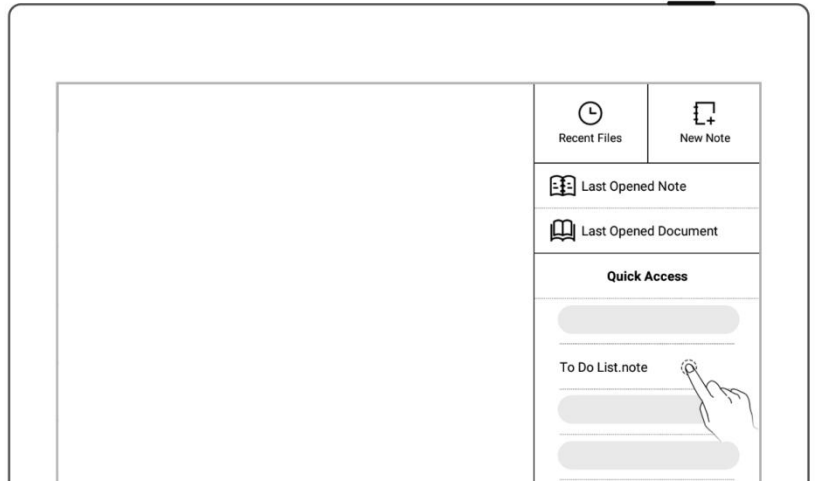 Recent Files
New Note
Last Opened Note
Last Opened Document
Quick Access
To Do List.note